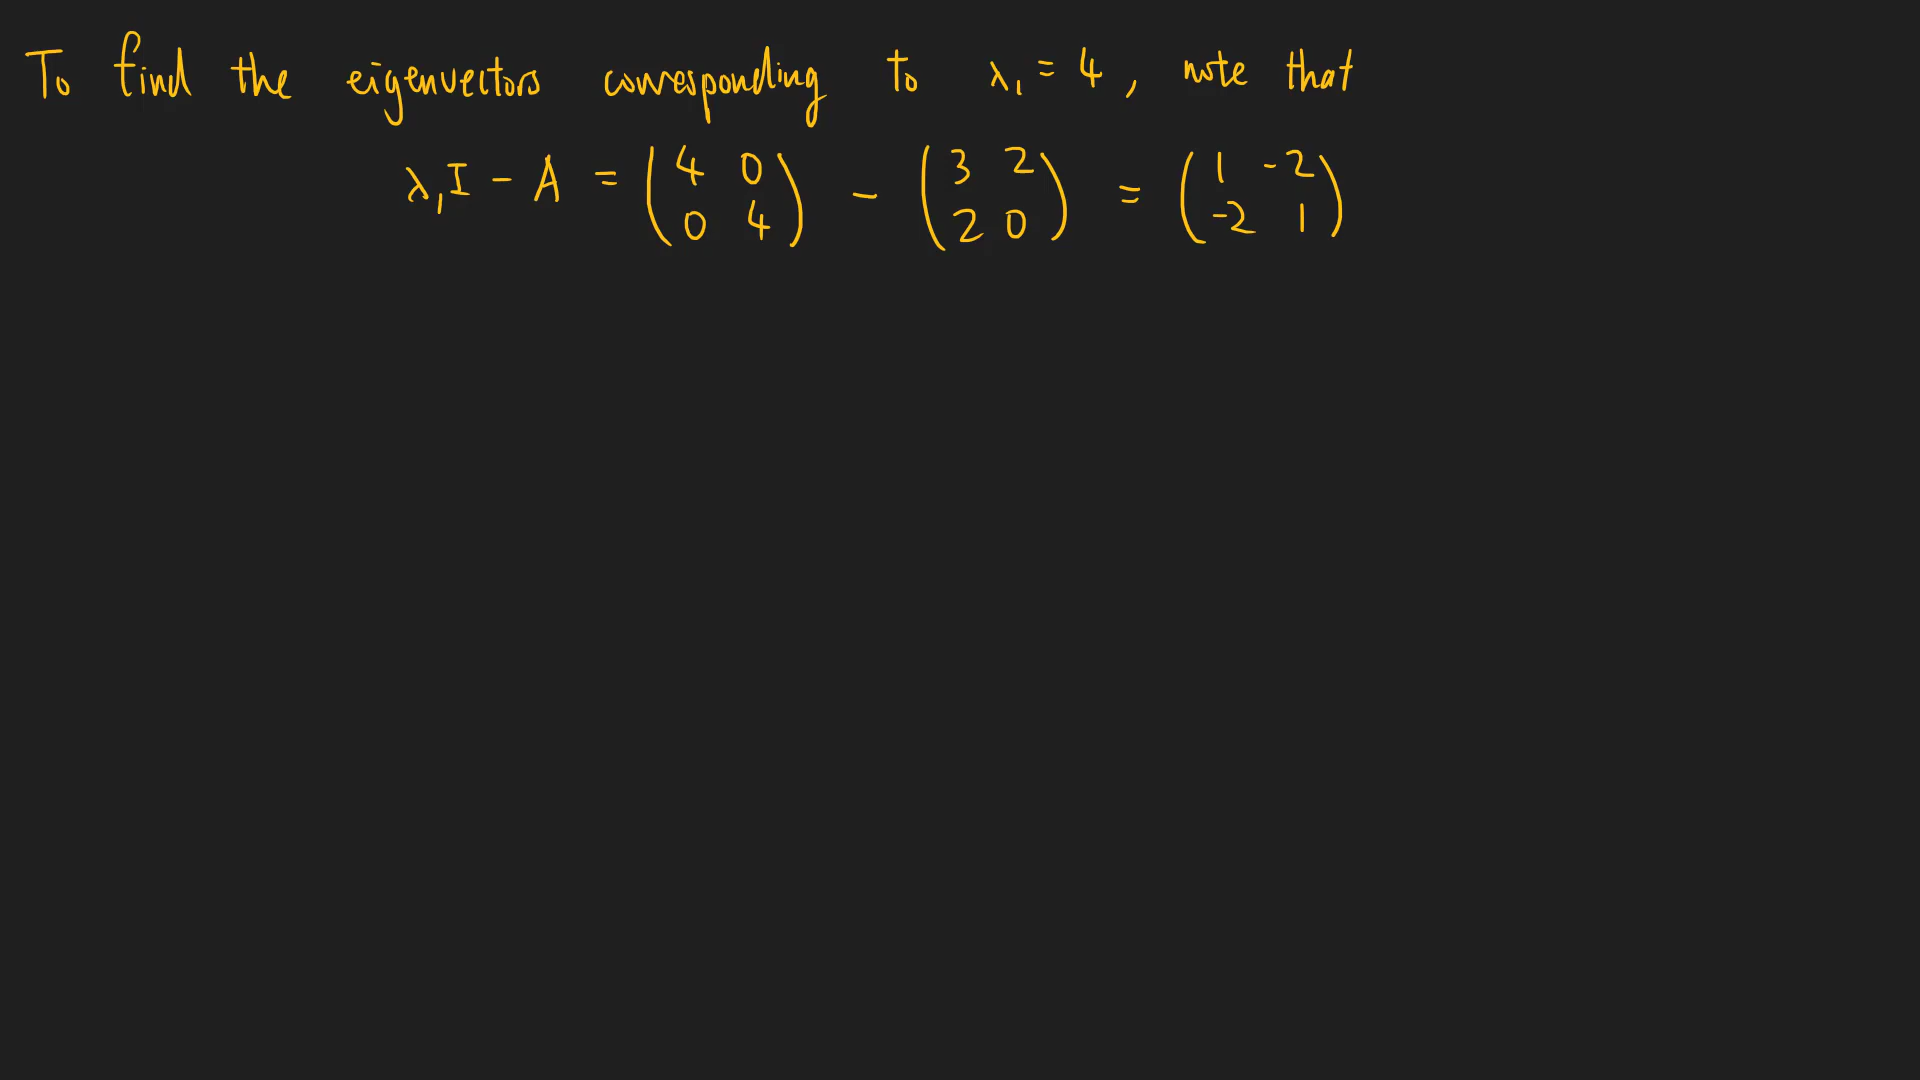 To find the eigenvectors corresponding to λ₁ = 4, note that
λ₁I - A = (4 0; 0 4) - (3 2; 2 0) = (1 -2; -2 1)